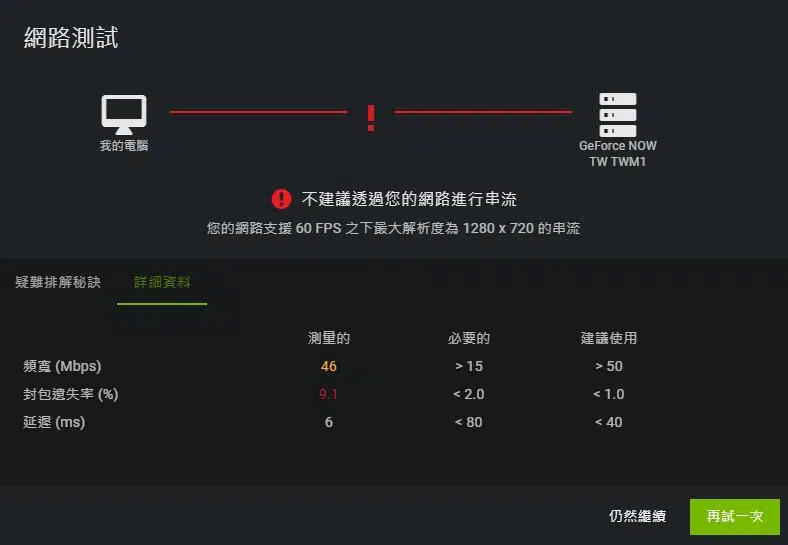 網路測試
我的電腦
GeForce NOW
TW TWM1
不建議透過您的網路進行串流
您的網路支援 60 FPS 之下最大解析度為 1280 x 720 的串流
疑難排解秘訣 詳細資料
測量的 必要的 建議使用
頻寬 (Mbps) 46 > 15 > 50
封包遺失率 (%) 9.1 < 2.0 < 1.0
延遲 (ms) 6 < 80 < 40
仍然繼續 再試一次